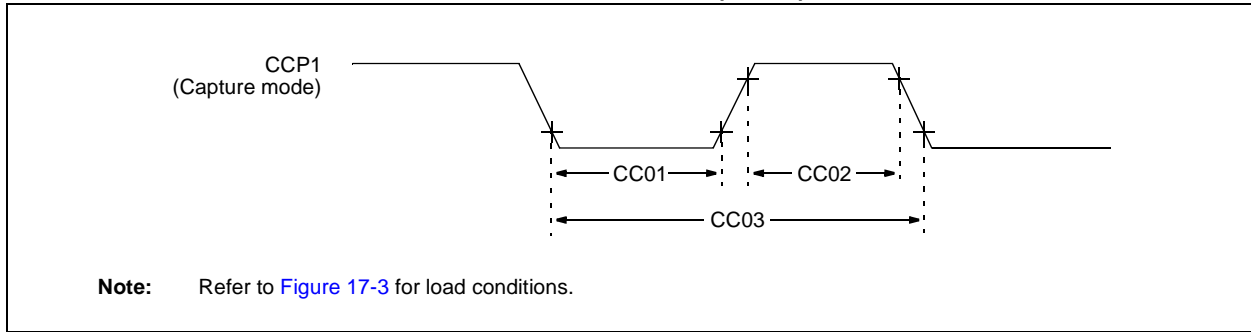 CCP1
(Capture mode)
CC01
CC02
CC03
Note: Refer to Figure 17-3 for load conditions.